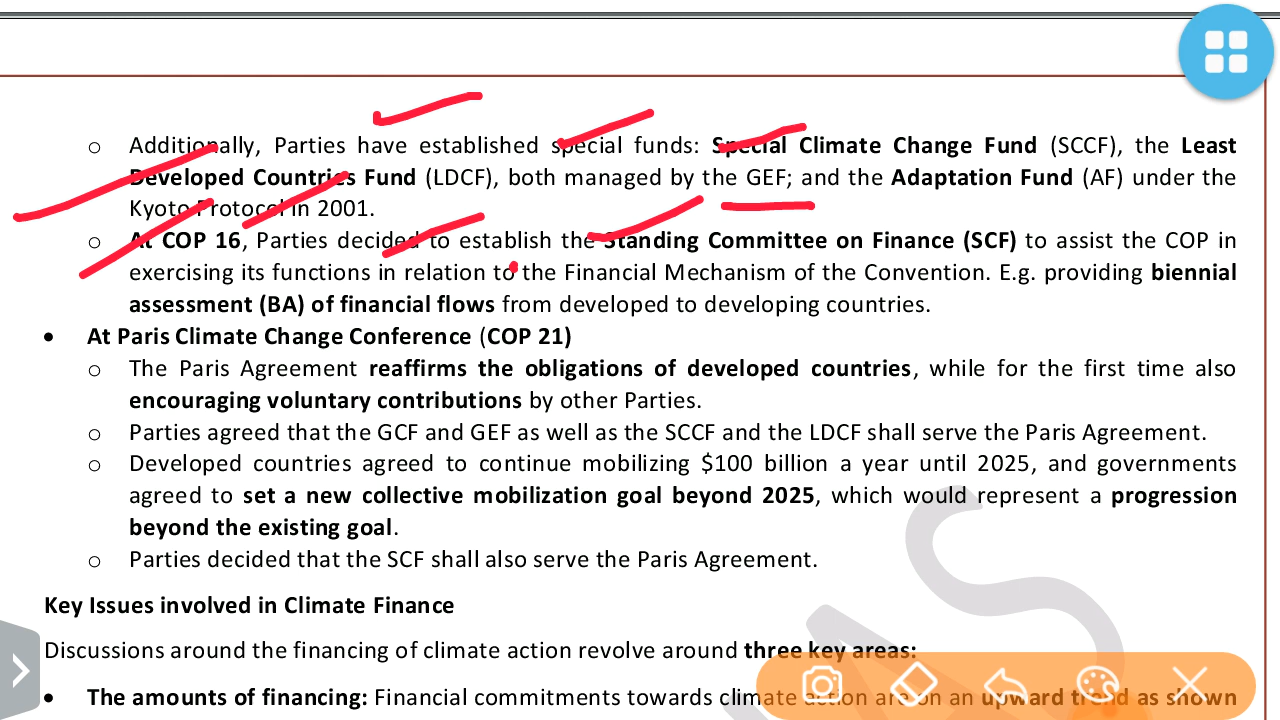 o Additionally, Parties have established special funds: Special Climate Change Fund (SCCF), the Least
Developed Countries Fund (LDCF), both managed by the GEF; and the Adaptation Fund (AF) under the
Kyoto Protocol in 2001.
o At COP 16, Parties decided to establish the Standing Committee on Finance (SCF) to assist the COP in
exercising its functions in relation to the Financial Mechanism of the Convention. E.g. providing biennial
assessment (BA) of financial flows from developed to developing countries.
• At Paris Climate Change Conference (COP 21)
o The Paris Agreement reaffirms the obligations of developed countries, while for the first time also
encouraging voluntary contributions by other Parties.
o Parties agreed that the GCF and GEF as well as the SCCF and the LDCF shall serve the Paris Agreement.
o Developed countries agreed to continue mobilizing $100 billion a year until 2025, and governments
agreed to set a new collective mobilization goal beyond 2025, which would represent a progression
beyond the existing goal.
o Parties decided that the SCF shall also serve the Paris Agreement.
Key Issues involved in Climate Finance
Discussions around the financing of climate action revolve around three key areas:
• The amounts of financing: Financial commitments towards climate action are on an upward trend as shown